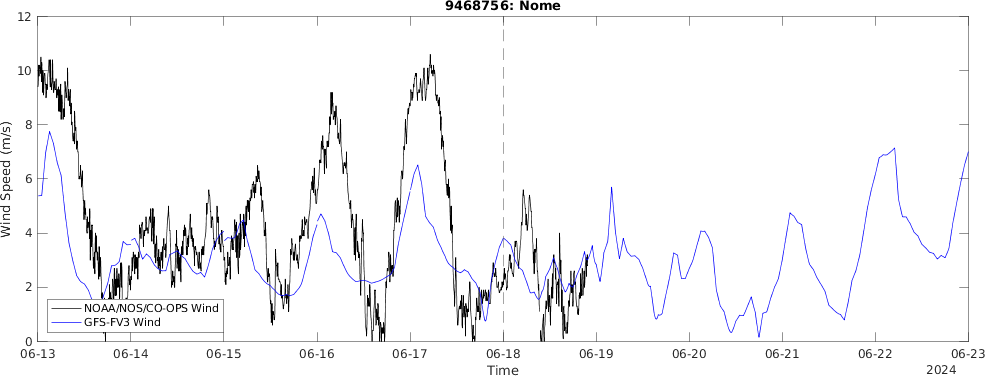 9468756: Nome
12
10
8
6
4
2
0
Wind Speed (m/s)
NOAA/NOS/CO-OPS Wind
GFS-FV3 Wind
06-13 06-14 06-15 06-16 06-17 06-18 06-19 06-20 06-21 06-22 06-23
Time
2024